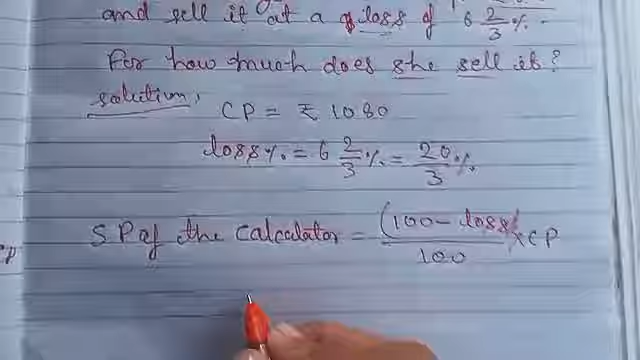 and sell it at a loss of 6 2/3 %.
For how much does she sell it?
solution,
CP = ₹ 1080
loss % = 6 2/3 % = 20/3 %
SP of the calculator = (100 - loss%)/100 × CP